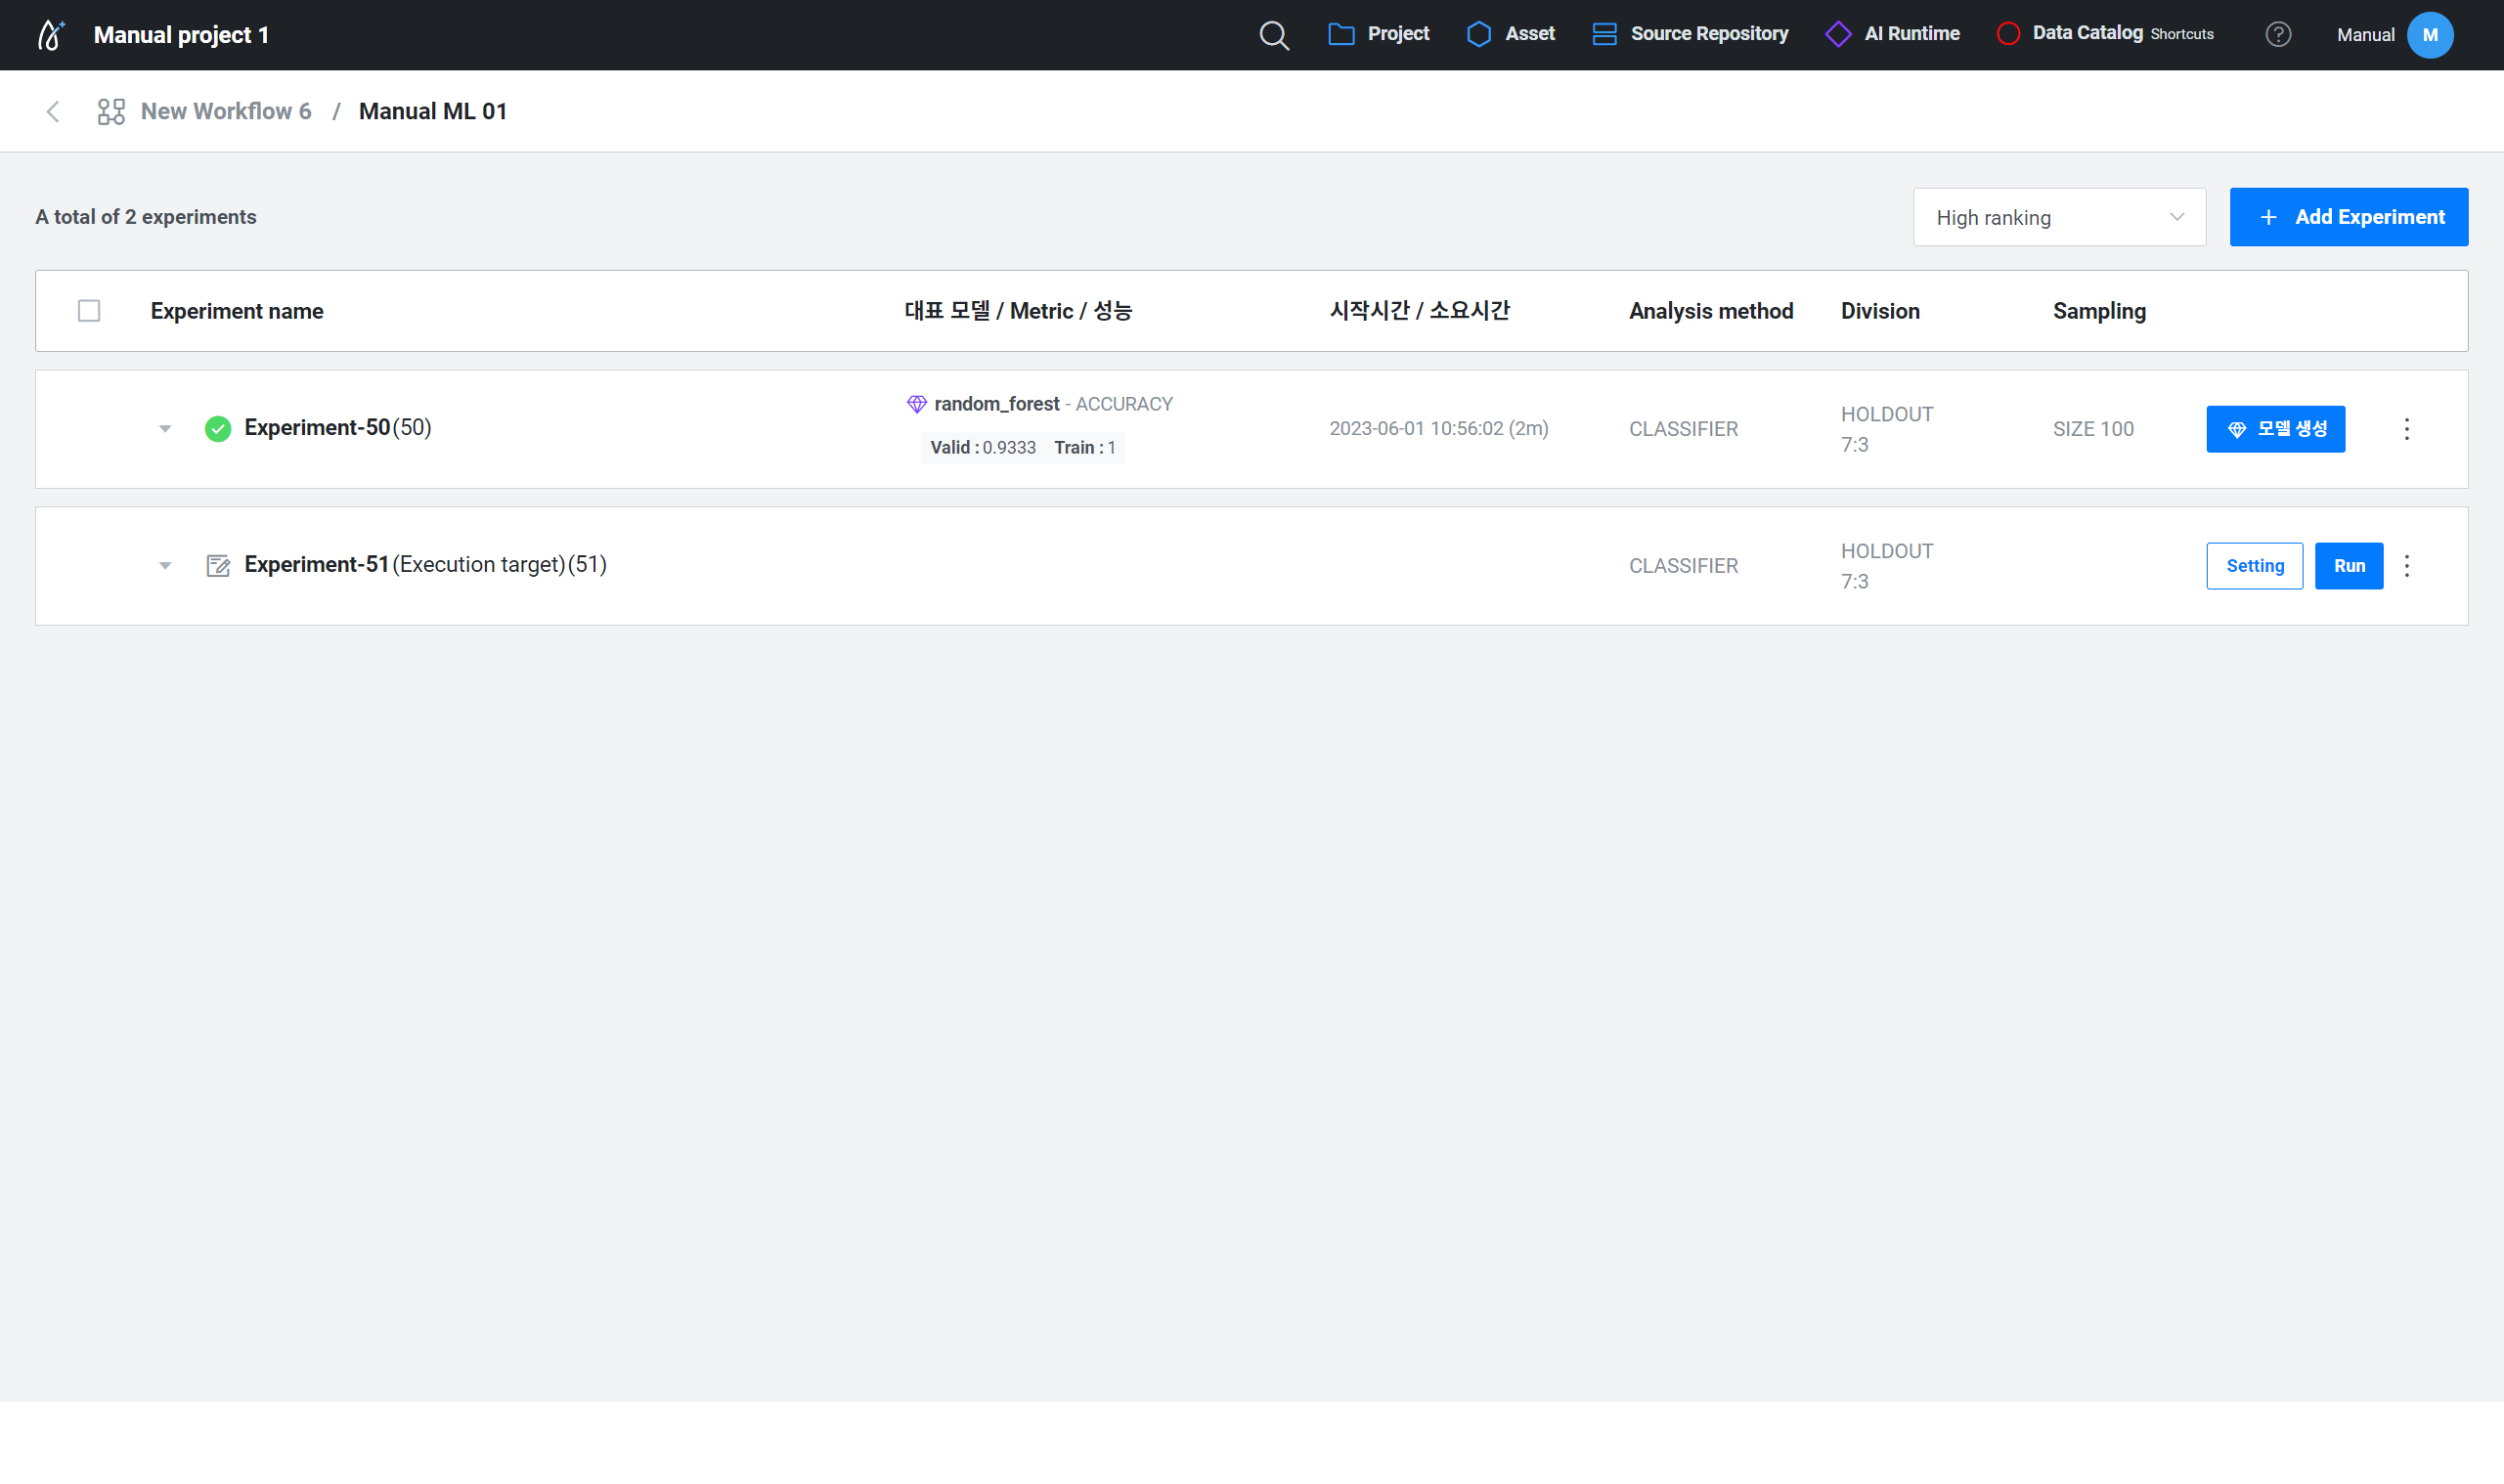 Manual project 1
Project
Asset
Source Repository
AI Runtime
Data Catalog Shortcuts
?
Manual
M
New Workflow 6 / Manual ML 01
A total of 2 experiments
High ranking
+ Add Experiment
Experiment name
대표 모델 / Metric / 성능
시작시간 / 소요시간
Analysis method
Division
Sampling
Experiment-50(50)
random_forest - ACCURACY
Valid : 0.9333 Train : 1
2023-06-01 10:56:02 (2m)
CLASSIFIER
HOLDOUT
7:3
SIZE 100
모델 생성
Experiment-51(Execution target)(51)
CLASSIFIER
HOLDOUT
7:3
Setting
Run